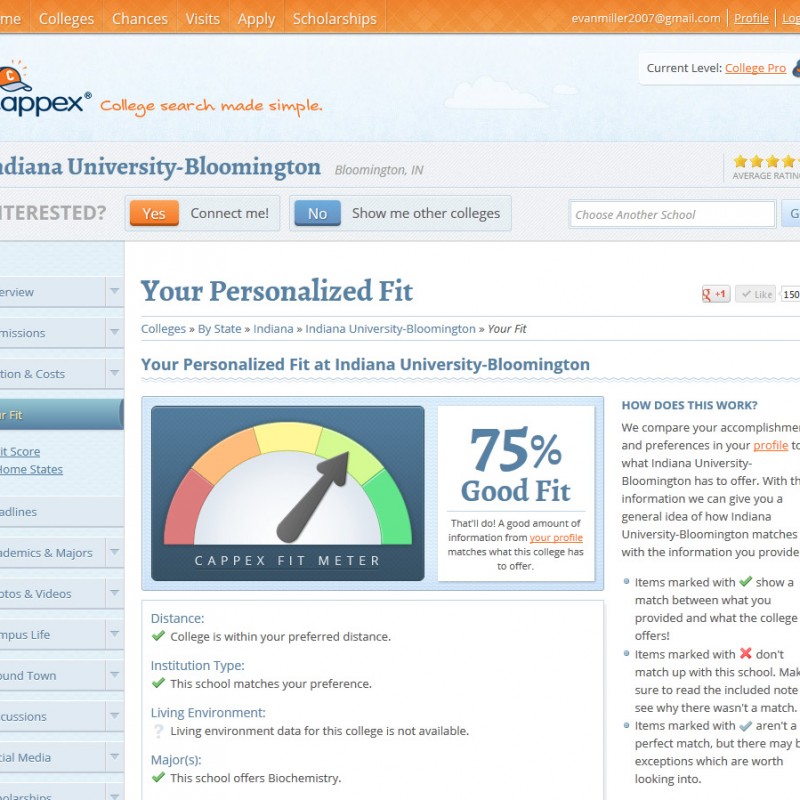 me Colleges Chances Visits Apply Scholarships evanmiller2007@gmail.com Profile Log
Current Level: College Pro
cappex® College search made simple.
ndiana University-Bloomington Bloomington, IN
AVERAGE RATING
NTERESTED? Yes Connect me! No Show me other colleges Choose Another School G
erview
missions
tion & Costs
r Fit
it Score
Home States
adlines
ademics & Majors
otos & Videos
mpus Life
ound Town
cussions
cial Media
holarships
Your Personalized Fit
g +1 Like 150
Colleges » By State » Indiana » Indiana University-Bloomington » Your Fit
Your Personalized Fit at Indiana University-Bloomington
CAPPEX FIT METER
75%
Good Fit
That'll do! A good amount of
information from your profile
matches what this college has
to offer.
Distance:
College is within your preferred distance.
Institution Type:
This school matches your preference.
Living Environment:
? Living environment data for this college is not available.
Major(s):
This school offers Biochemistry.
HOW DOES THIS WORK?
We compare your accomplishmen
and preferences in your profile to
what Indiana University-
Bloomington has to offer. With th
information we can give you a
general idea of how Indiana
University-Bloomington matches
with the information you provide
Items marked with show a
match between what you
provided and what the college
offers!
Items marked with don't
match up with this school. Mak
sure to read the included note
see why there wasn't a match.
Items marked with aren't a
perfect match, but there may b
exceptions which are worth
looking into.